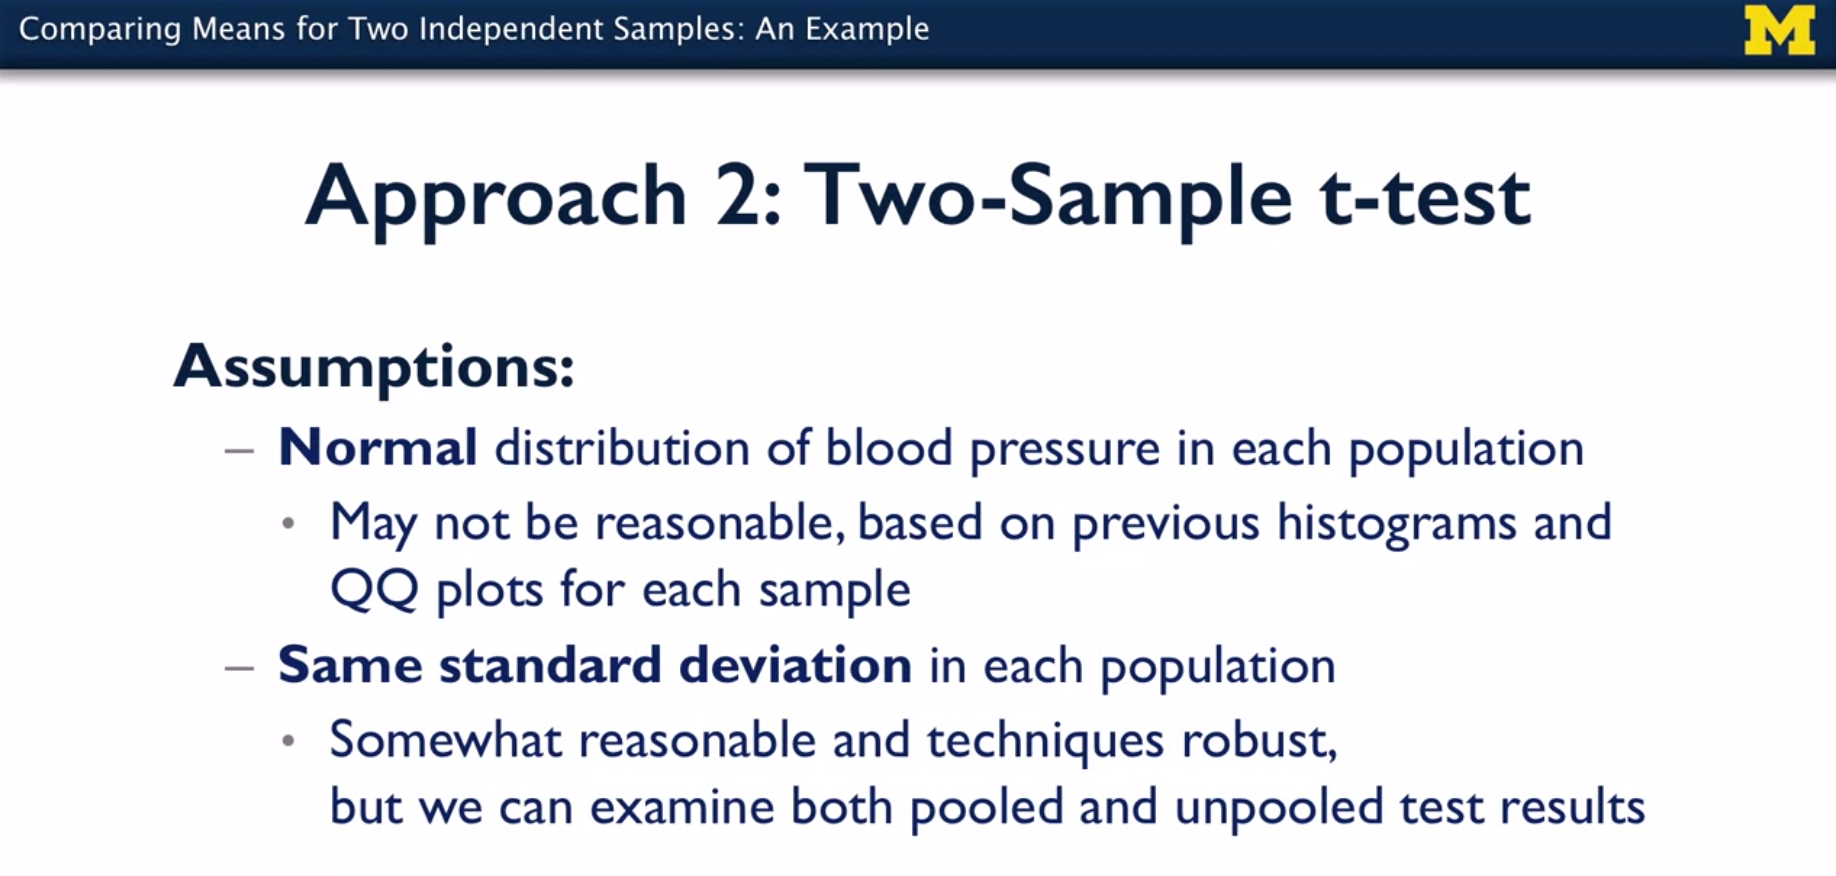 Comparing Means for Two Independent Samples: An Example
M
Approach 2: Two-Sample t-test
Assumptions:
– Normal distribution of blood pressure in each population
• May not be reasonable, based on previous histograms and
QQ plots for each sample
– Same standard deviation in each population
• Somewhat reasonable and techniques robust,
but we can examine both pooled and unpooled test results